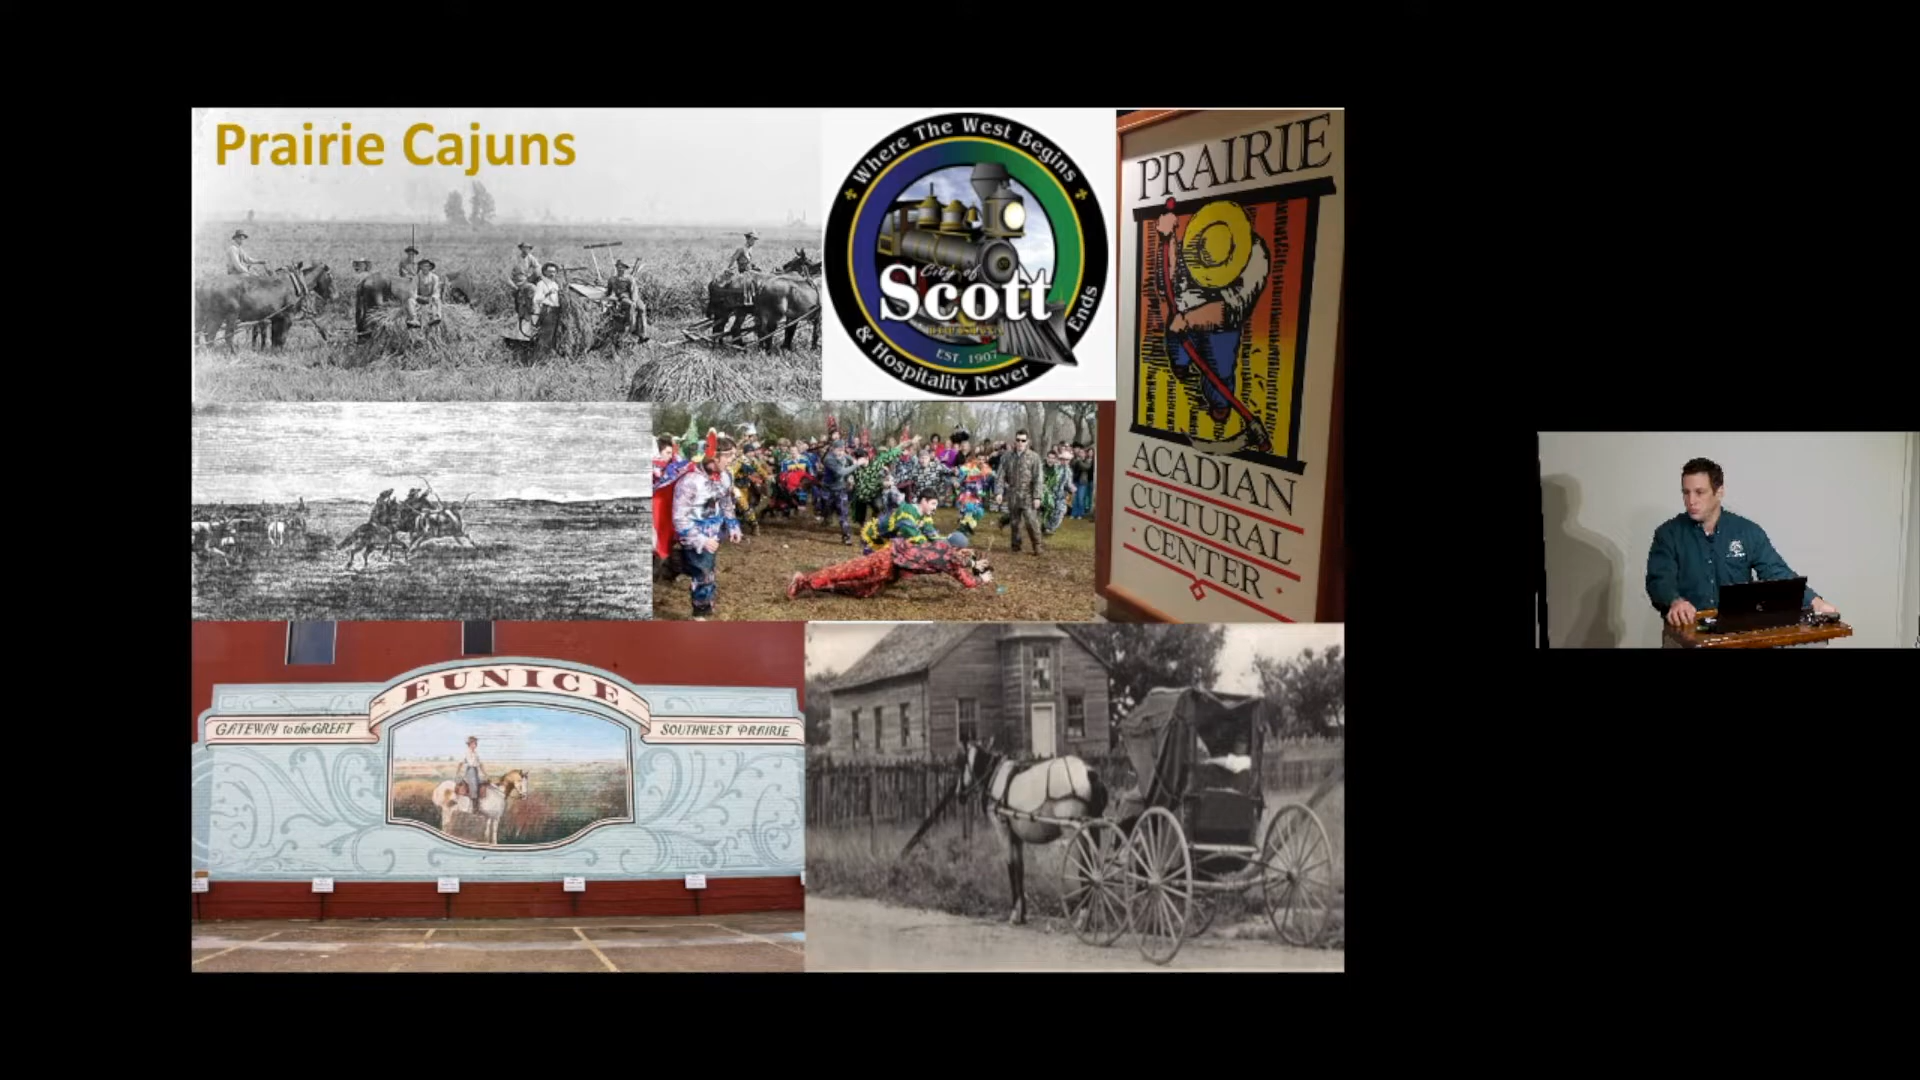 Prairie Cajuns
Where The West Begins
City of
Scott
EST. 1907
& Hospitality Never Ends
PRAIRIE
ACADIAN
CULTURAL
CENTER
EUNICE
GATEWAY to the GREAT
SOUTHWEST PRAIRIE